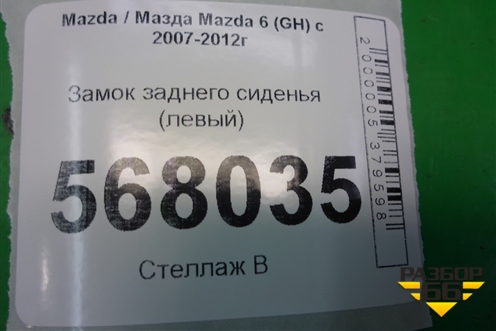 Mazda / Мазда Mazda 6 (GH) с
2007-2012г
Замок заднего сиденья
(левый)
568035
Стеллаж В
2000005379598
РАЗБОР
66